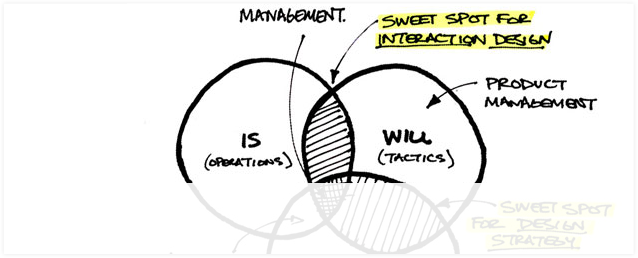 MANAGEMENT.
SWEET SPOT FOR
INTERACTION DESIGN
PRODUCT
MANAGEMENT
IS
(OPERATIONS)
WILL
(TACTICS)
SWEET SPOT
FOR DESIGN
STRATEGY.